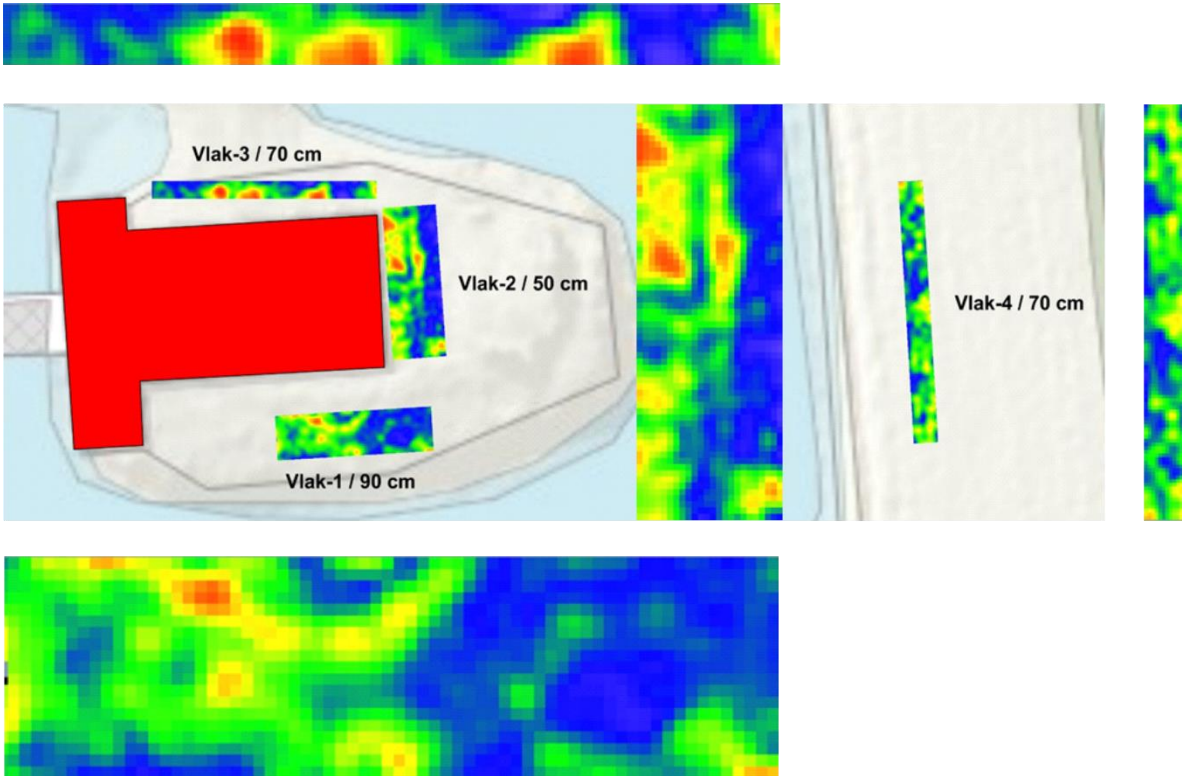 Vlak-3 / 70 cm
Vlak-2 / 50 cm
Vlak-4 / 70 cm
Vlak-1 / 90 cm